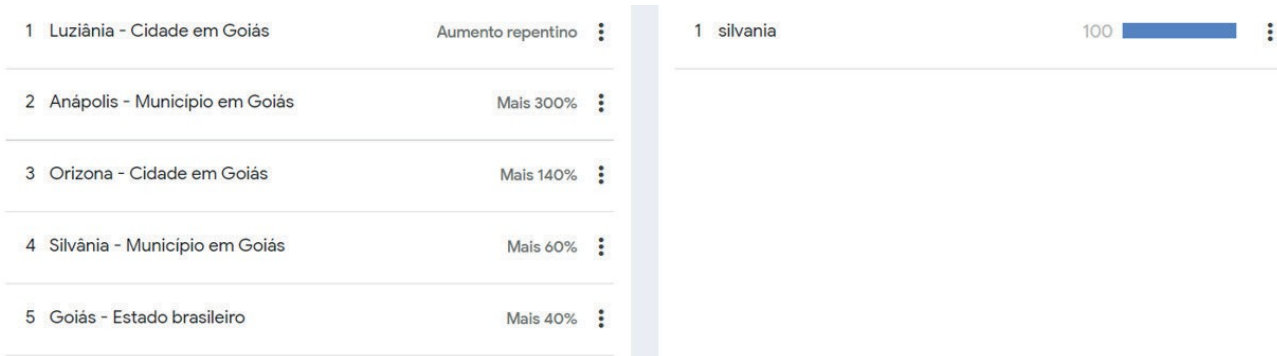 1 Luziânia - Cidade em Goiás Aumento repentino
2 Anápolis - Município em Goiás Mais 300%
3 Orizona - Cidade em Goiás Mais 140%
4 Silvânia - Município em Goiás Mais 60%
5 Goiás - Estado brasileiro Mais 40%
1 silvania 100